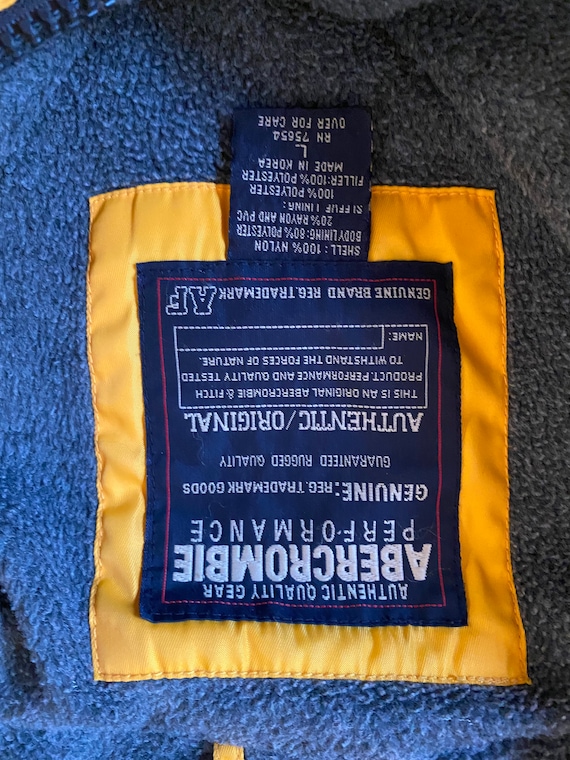 AUTHENTIC QUALITY GEAR
ABERCROMBIE
PERFORMANCE
GENUINE: REG. TRADEMARK GOODS
GUARANTEED RUGGED QUALITY
AUTHENTIC/ORIGINAL
THIS IS AN ORIGINAL ABERCROMBIE & FITCH
PRODUCT. PERFORMANCE AND QUALITY TESTED
TO WITHSTAND THE FORCES OF NATURE.
NAME:
GENUINE BRAND REG. TRADEMARK AF
SHELL: 100% NYLON
BODY LINING: 80% POLYESTER
20% RAYON AND PVC
SLEEVE LINING:
100% POLYESTER
FILLER: 100% POLYESTER
MADE IN KOREA
L
RN 75654
OVER FOR CARE